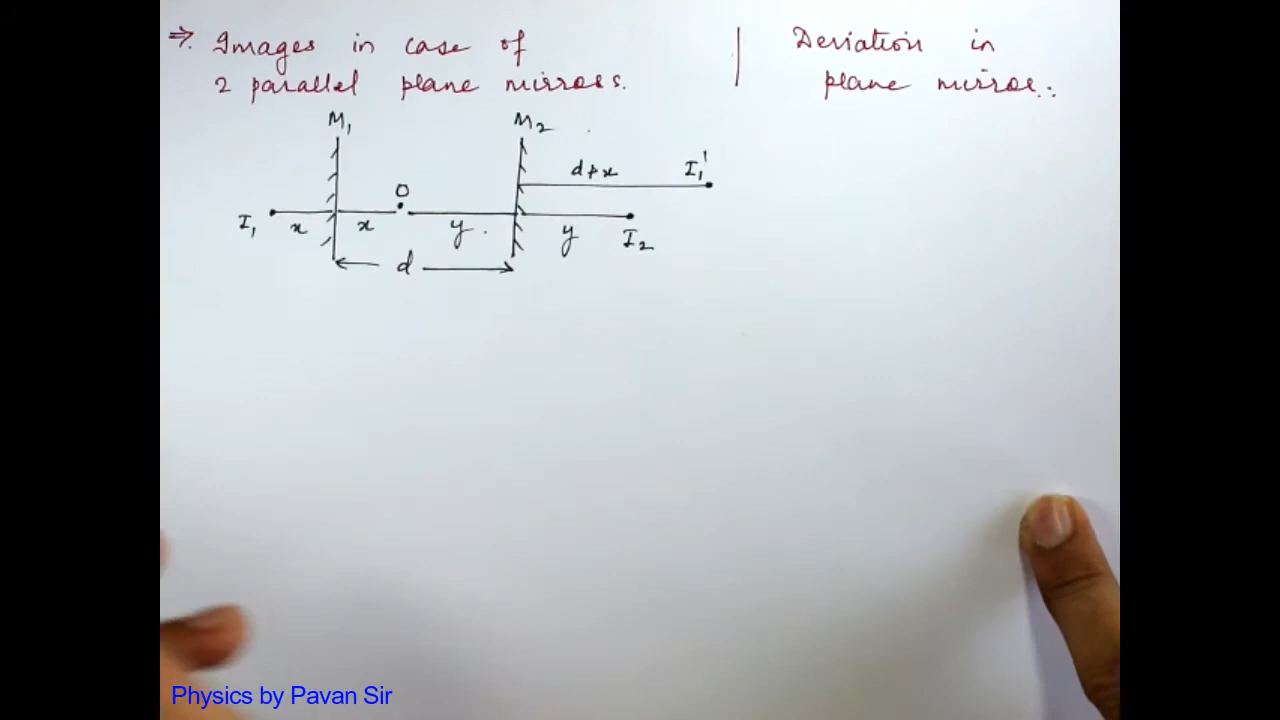 ⇒. Images in case of
2 parallel plane mirrors.
Deviation in
plane mirror.:
M₁
M₂
d+x
I₁'
O
I₁
x
x
y
y
I₂
d
Physics by Pavan Sir